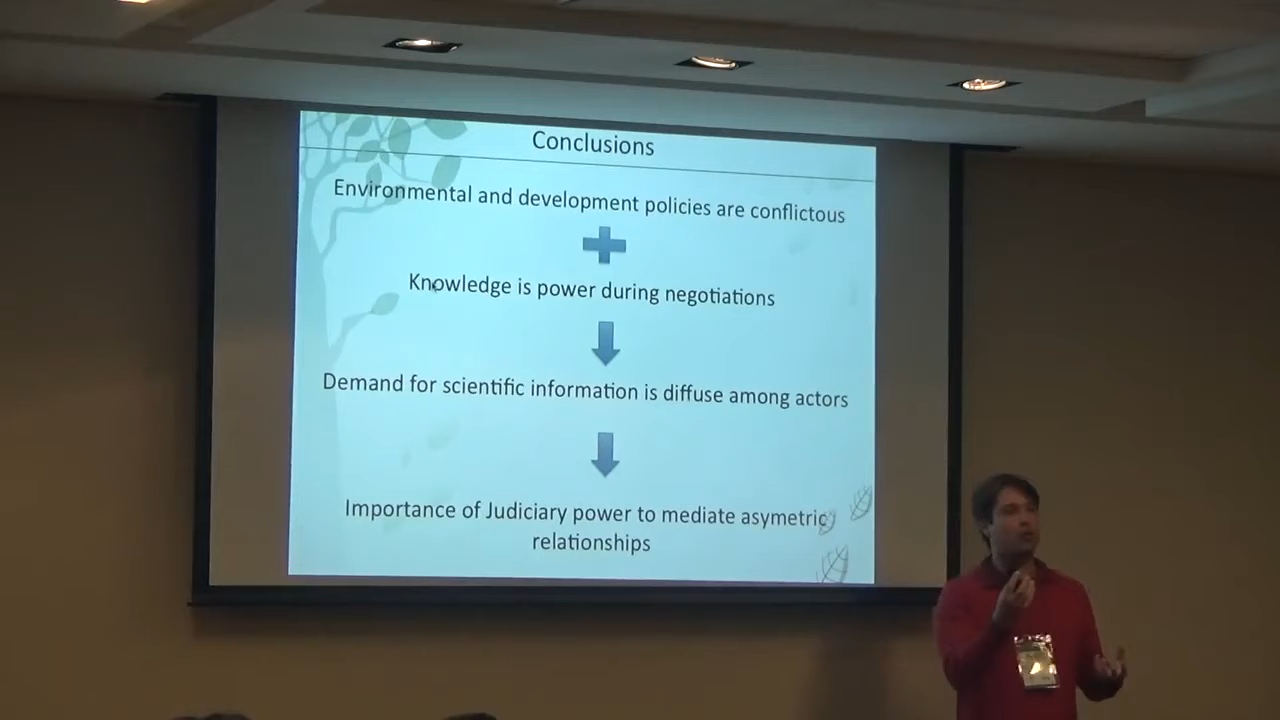 Conclusions
Environmental and development policies are conflictous
Knowledge is power during negotiations
Demand for scientific information is diffuse among actors
Importance of Judiciary power to mediate asymetric
relationships